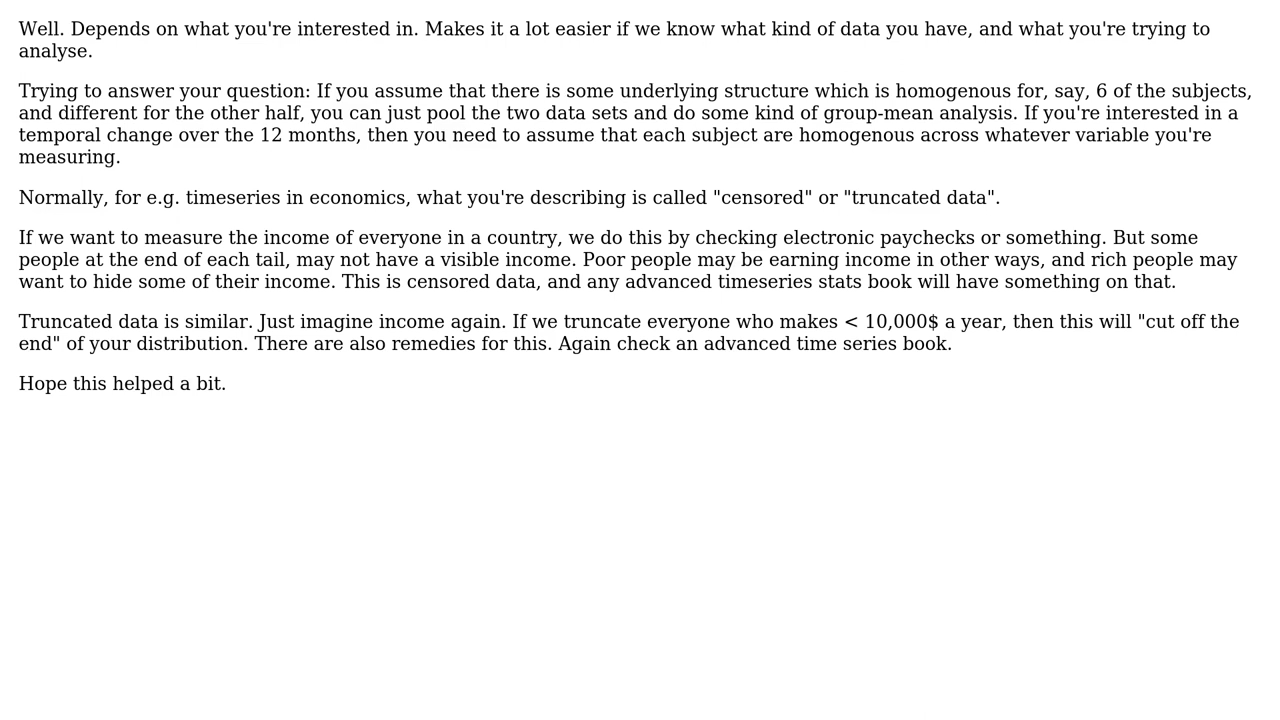 Well. Depends on what you're interested in. Makes it a lot easier if we know what kind of data you have, and what you're trying to
analyse.
Trying to answer your question: If you assume that there is some underlying structure which is homogenous for, say, 6 of the subjects,
and different for the other half, you can just pool the two data sets and do some kind of group-mean analysis. If you're interested in a
temporal change over the 12 months, then you need to assume that each subject are homogenous across whatever variable you're
measuring.
Normally, for e.g. timeseries in economics, what you're describing is called "censored" or "truncated data".
If we want to measure the income of everyone in a country, we do this by checking electronic paychecks or something. But some
people at the end of each tail, may not have a visible income. Poor people may be earning income in other ways, and rich people may
want to hide some of their income. This is censored data, and any advanced timeseries stats book will have something on that.
Truncated data is similar. Just imagine income again. If we truncate everyone who makes < 10,000$ a year, then this will "cut off the
end" of your distribution. There are also remedies for this. Again check an advanced time series book.
Hope this helped a bit.